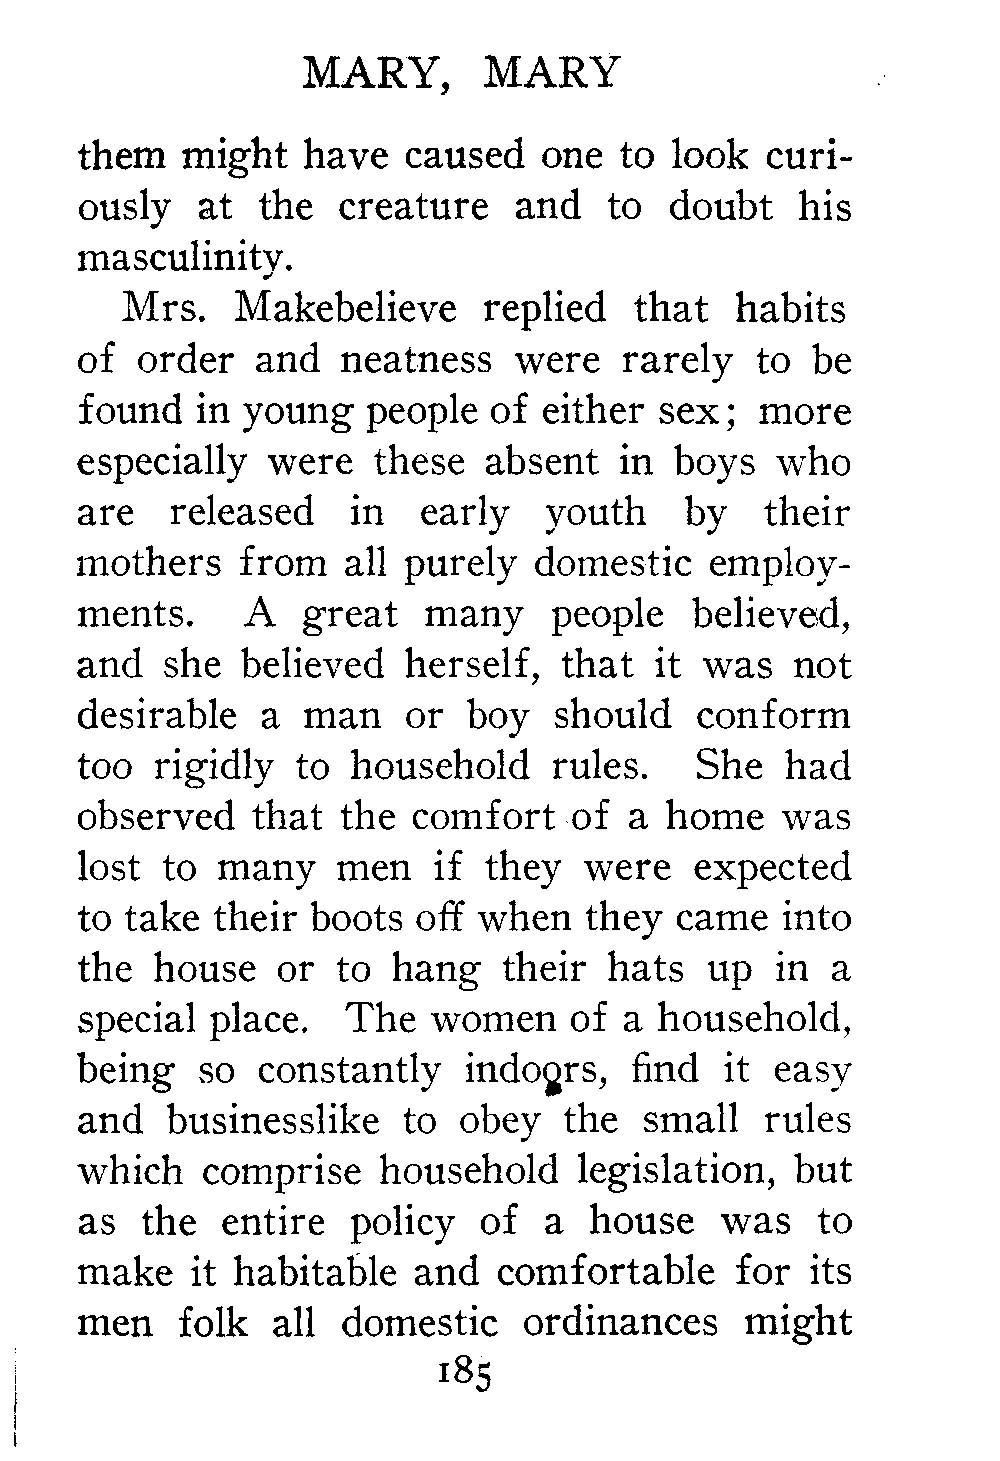 MARY, MARY
them might have caused one to look curi-
ously at the creature and to doubt his
masculinity.
Mrs. Makebelieve replied that habits
of order and neatness were rarely to be
found in young people of either sex; more
especially were these absent in boys who
are released in early youth by their
mothers from all purely domestic employ-
ments. A great many people believed,
and she believed herself, that it was not
desirable a man or boy should conform
too rigidly to household rules. She had
observed that the comfort of a home was
lost to many men if they were expected
to take their boots off when they came into
the house or to hang their hats up in a
special place. The women of a household,
being so constantly indoors, find it easy
and businesslike to obey the small rules
which comprise household legislation, but
as the entire policy of a house was to
make it habitable and comfortable for its
men folk all domestic ordinances might
185